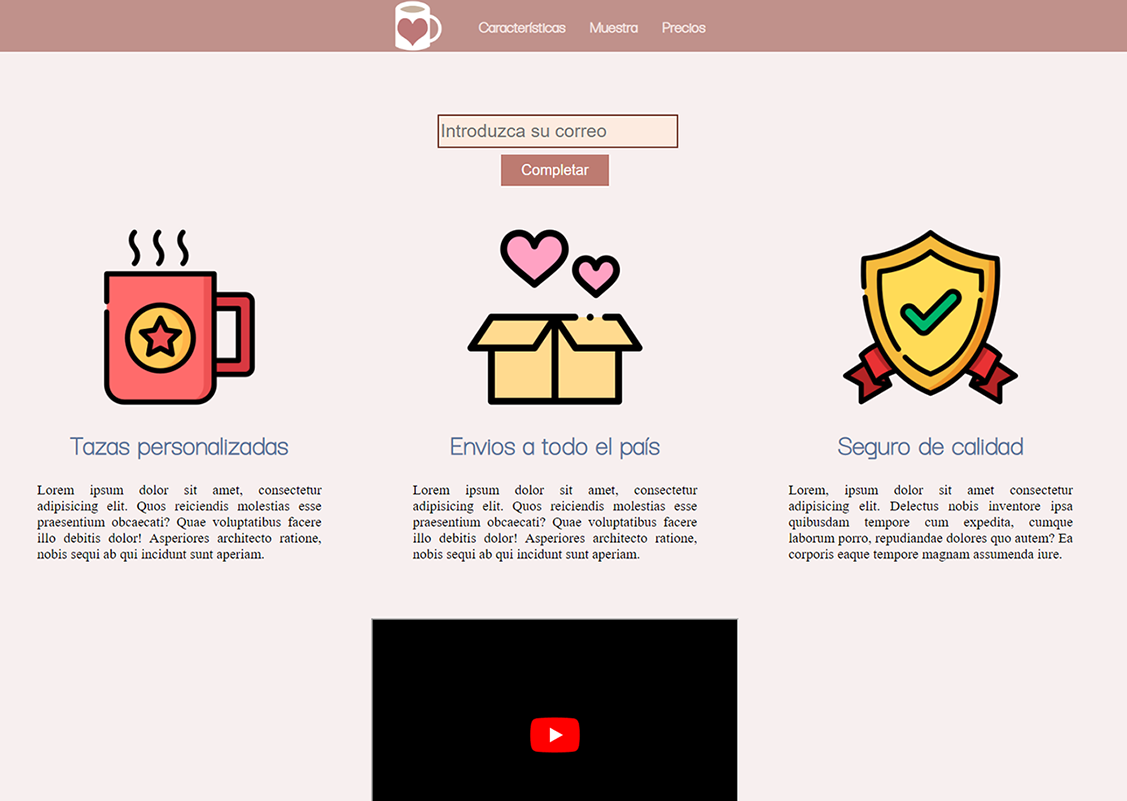 Características Muestra Precios
Introduzca su correo
Completar
Tazas personalizadas
Lorem ipsum dolor sit amet, consectetur
adipisicing elit. Quos reiciendis molestias esse
praesentium obcaecati? Quae voluptatibus facere
illo debitis dolor! Asperiores architecto ratione,
nobis sequi ab qui incidunt sunt aperiam.
Envios a todo el país
Lorem ipsum dolor sit amet, consectetur
adipisicing elit. Quos reiciendis molestias esse
praesentium obcaecati? Quae voluptatibus facere
illo debitis dolor! Asperiores architecto ratione,
nobis sequi ab qui incidunt sunt aperiam.
Seguro de calidad
Lorem, ipsum dolor sit amet consectetur
adipisicing elit. Delectus nobis inventore ipsa
quibusdam tempore cum expedita, cumque
laborum porro, repudiandae dolores quo autem? Ea
corporis eaque tempore magnam assumenda iure.